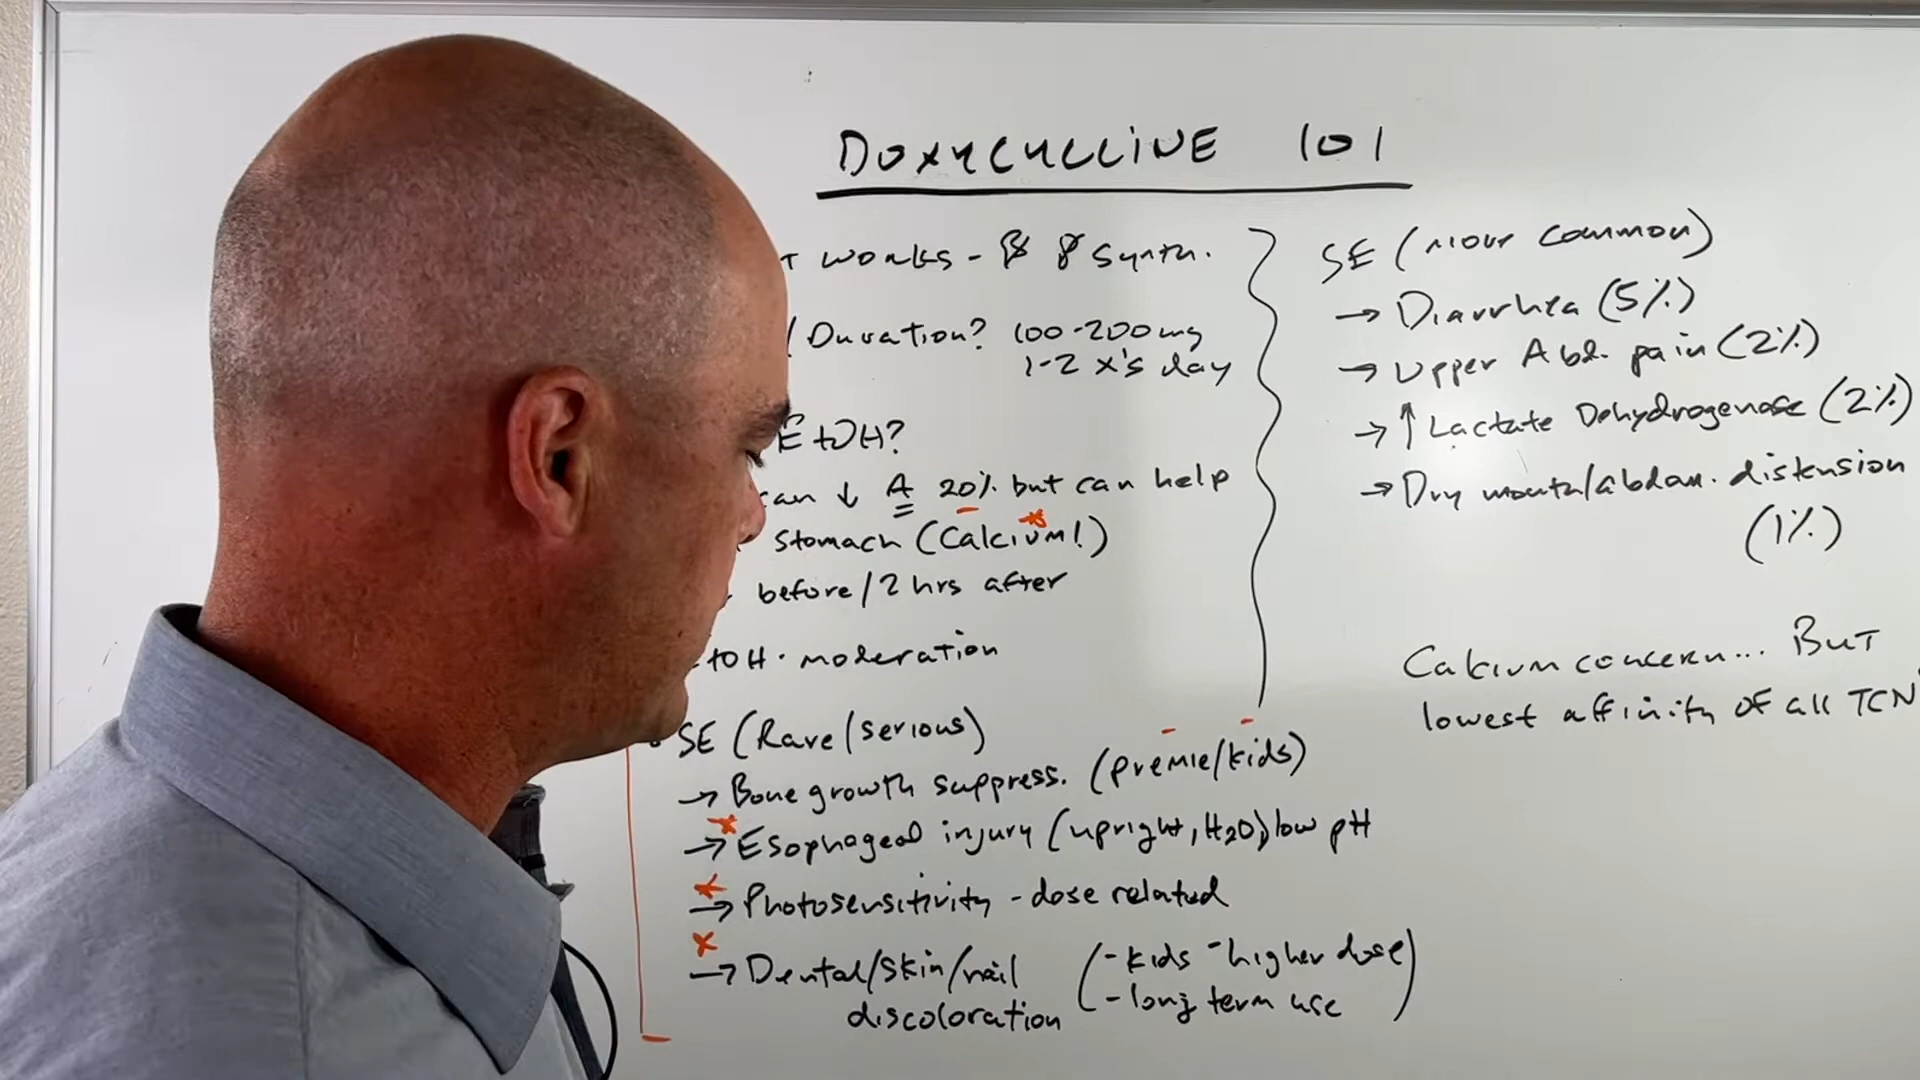 DOXYCYCLINE 101
T WORKS - Synth.
/ Duration? 100-200mg
1-2 x's day
EtOH?
can ↓ A 20% but can help
stomach (Calcium!)
before/2 hrs after
EtOH · moderation
• SE (Rare/serious)
→ Bone growth suppress. (premie/kids)
→ Esophageal injury (upright, H2O) low pH
→ Photosensitivity - dose related
→ Dental/skin/nail
discoloration
(- kids - higher dose
- long term use)
SE (most common)
→ Diarrhea (5%)
→ Upper Abd. pain (2%)
→ ↑ Lactate Dehydrogenase (2%)
→ Dry mouth/abdom. distension
(1%)
Calcium concern... But
lowest affinity of all TCN'